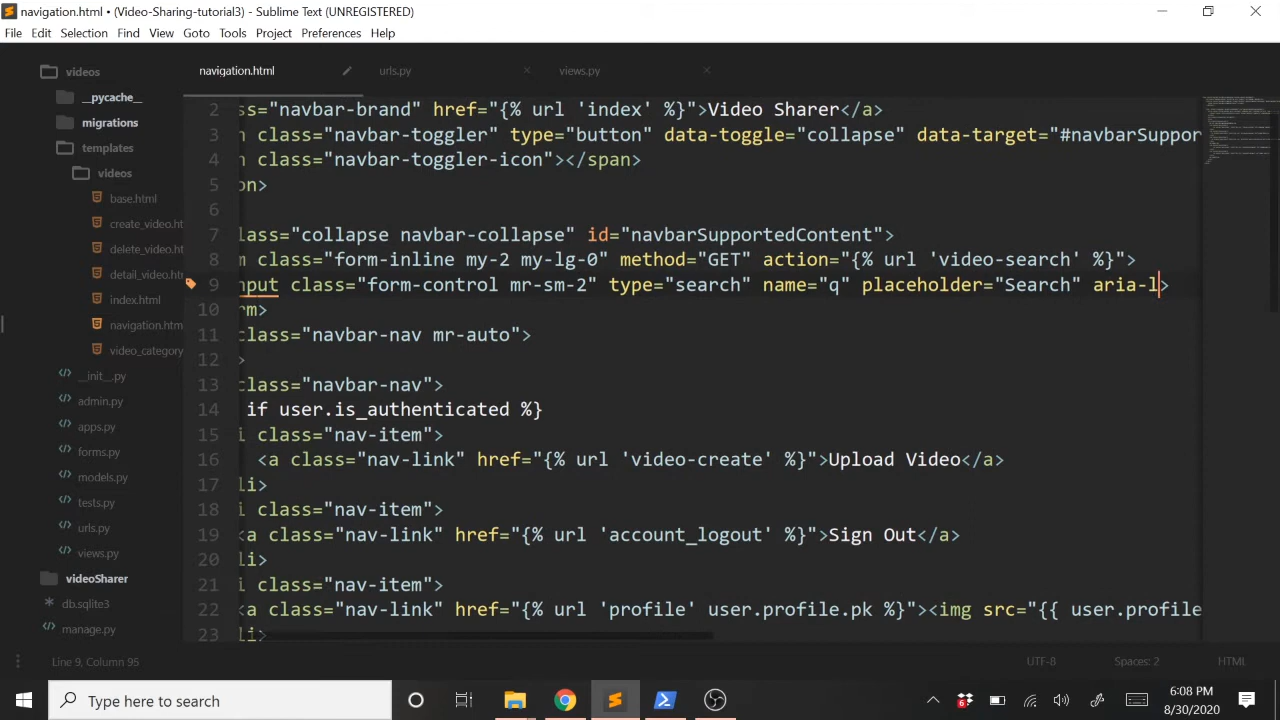 navigation.html • (Video-Sharing-tutorial3) - Sublime Text (UNREGISTERED)
File Edit Selection Find View Goto Tools Project Preferences Help
videos
__pycache__
migrations
templates
videos
base.html
create_video.ht
delete_video.ht
detail_video.ht
index.html
navigation.html
video_category
__init__.py
admin.py
apps.py
forms.py
models.py
tests.py
urls.py
views.py
videoSharer
db.sqlite3
manage.py
navigation.html urls.py views.py
2 ss="navbar-brand" href="{% url 'index' %}">Video Sharer</a>
3 n class="navbar-toggler" type="button" data-toggle="collapse" data-target="#navbarSuppor
4 n class="navbar-toggler-icon"></span>
5 on>
6
7 lass="collapse navbar-collapse" id="navbarSupportedContent">
8 m class="form-inline my-2 my-lg-0" method="GET" action="{% url 'video-search' %}">
9 nput class="form-control mr-sm-2" type="search" name="q" placeholder="Search" aria-l>
10 rm>
11 class="navbar-nav mr-auto">
12 >
13 class="navbar-nav">
14 if user.is_authenticated %}
15 i class="nav-item">
16 <a class="nav-link" href="{% url 'video-create' %}">Upload Video</a>
17 li>
18 i class="nav-item">
19 <a class="nav-link" href="{% url 'account_logout' %}">Sign Out</a>
20 li>
21 i class="nav-item">
22 <a class="nav-link" href="{% url 'profile' user.profile.pk %}"><img src="{{ user.profile
23 li>
Line 9, Column 95 UTF-8 Spaces: 2 HTML
Type here to search
6
6:08 PM
8/30/2020